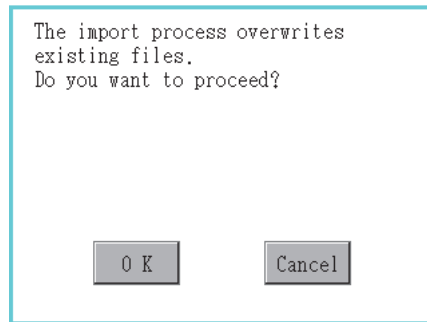 The import process overwrites
existing files.
Do you want to proceed?
O K
Cancel